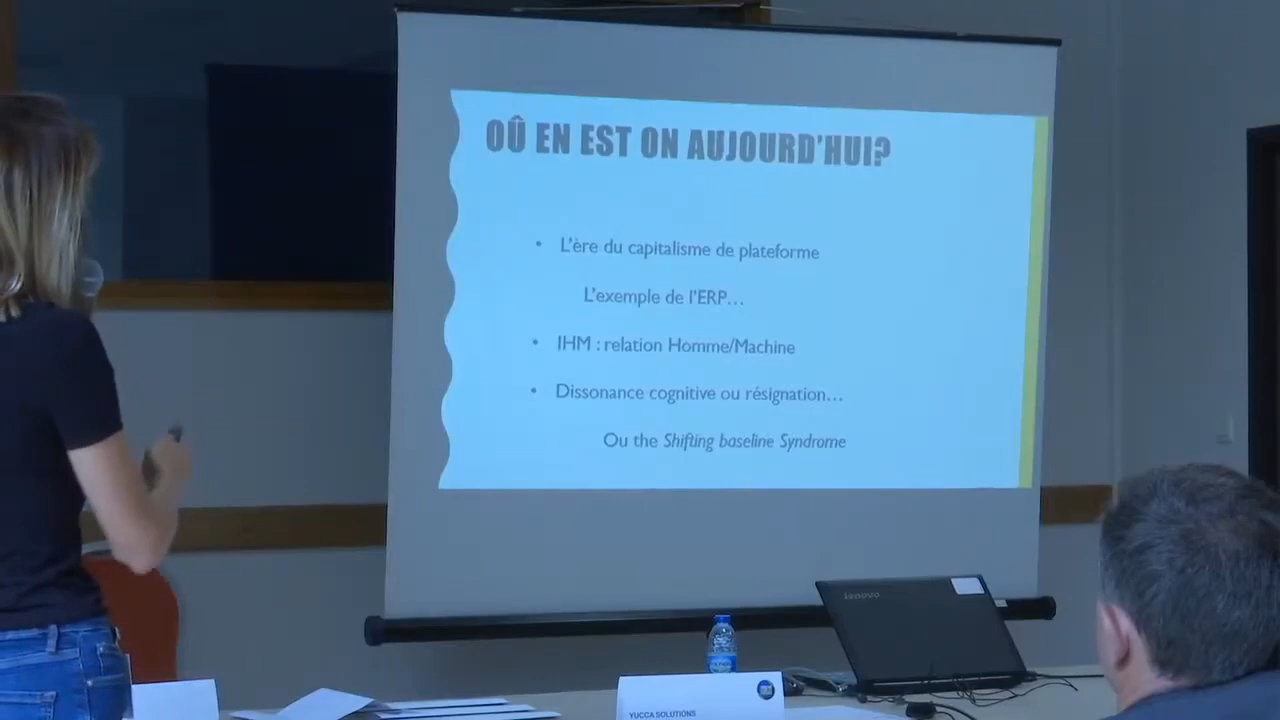 OÛ EN EST ON AUJOURD'HUI?
• L'ère du capitalisme de plateforme
L'exemple de l'ERP...
• IHM : relation Homme/Machine
• Dissonance cognitive ou résignation...
Ou the Shifting baseline Syndrome
lenovo
YUCCA SOLUTIONS